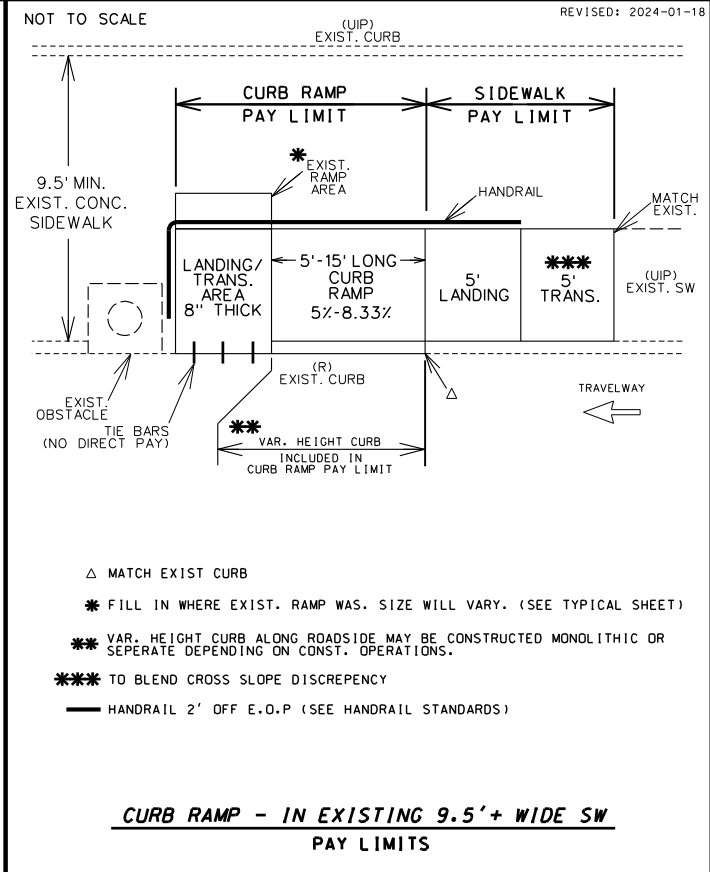 NOT TO SCALE
REVISED: 2024-01-18
(UIP)
EXIST. CURB
CURB RAMP
PAY LIMIT
SIDEWALK
PAY LIMIT
9.5' MIN.
EXIST. CONC.
SIDEWALK
* EXIST.
RAMP
AREA
HANDRAIL
MATCH
EXIST.
LANDING/
TRANS.
AREA
8" THICK
5'-15' LONG
CURB
RAMP
5%-8.33%
5'
LANDING
***
5'
TRANS.
(UIP)
EXIST. SW
(R)
EXIST. CURB
△
TRAVELWAY
EXIST.
OBSTACLE
TIE BARS
(NO DIRECT PAY)
**
VAR. HEIGHT CURB
INCLUDED IN
CURB RAMP PAY LIMIT
△ MATCH EXIST CURB
* FILL IN WHERE EXIST. RAMP WAS. SIZE WILL VARY. (SEE TYPICAL SHEET)
** VAR. HEIGHT CURB ALONG ROADSIDE MAY BE CONSTRUCTED MONOLITHIC OR
SEPERATE DEPENDING ON CONST. OPERATIONS.
*** TO BLEND CROSS SLOPE DISCREPENCY
HANDRAIL 2' OFF E.O.P (SEE HANDRAIL STANDARDS)
CURB RAMP - IN EXISTING 9.5'+ WIDE SW
PAY LIMITS